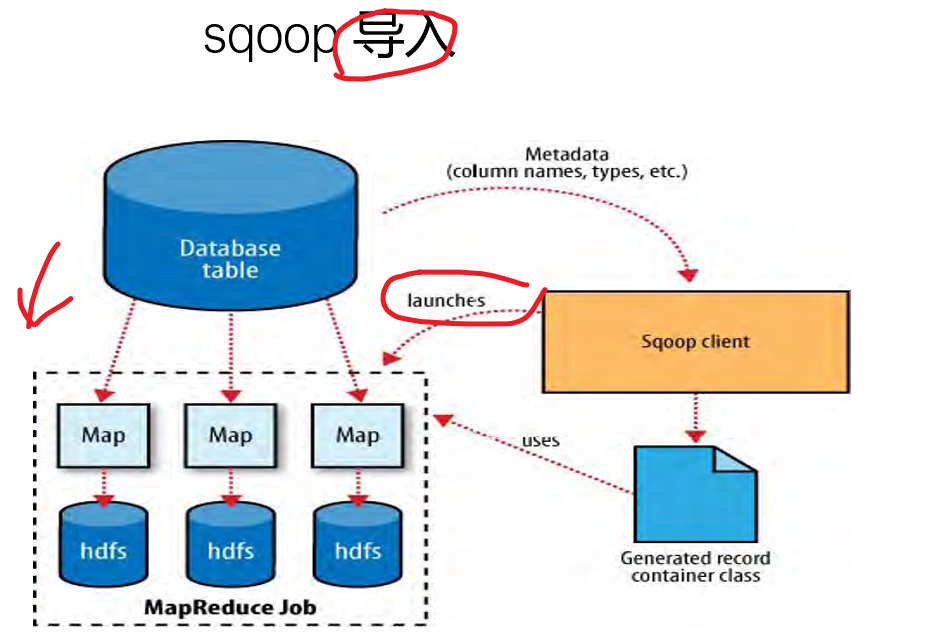 sqoop 导入
Metadata
(column names, types, etc.)
Database
table
launches
Sqoop client
Map
Map
Map
uses
hdfs
hdfs
hdfs
Generated record
container class
MapReduce Job